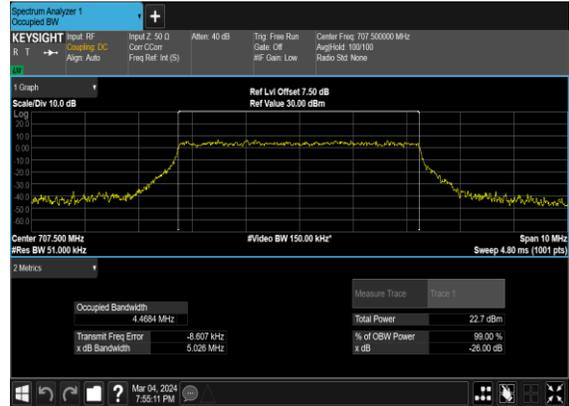 Spectrum Analyzer 1
Occupied BW
+
KEYSIGHT Input: RF Input Z: 50 Ω Atten: 40 dB Trig: Free Run Center Freq: 707.500000 MHz
R T Coupling: DC Corr CCorr Gate: Off Avg|Hold: 100/100
Align: Auto Freq Ref: Int (S) #IF Gain: Low Radio Std: None
LV
1 Graph
Ref Lvl Offset 7.50 dB
Scale/Div 10.0 dB Ref Value 30.00 dBm
Log
20.0
10.0
0.00
-10.0
-20.0
-30.0
-40.0
-50.0
-60.0
Center 707.500 MHz #Video BW 150.00 kHz* Span 10 MHz
#Res BW 51.000 kHz Sweep 4.80 ms (1001 pts)
2 Metrics
Measure Trace Trace 1
Occupied Bandwidth
4.4684 MHz Total Power 22.7 dBm
Transmit Freq Error -8.607 kHz % of OBW Power 99.00 %
x dB Bandwidth 5.026 MHz x dB -26.00 dB
? Mar 04, 2024
7:55:11 PM